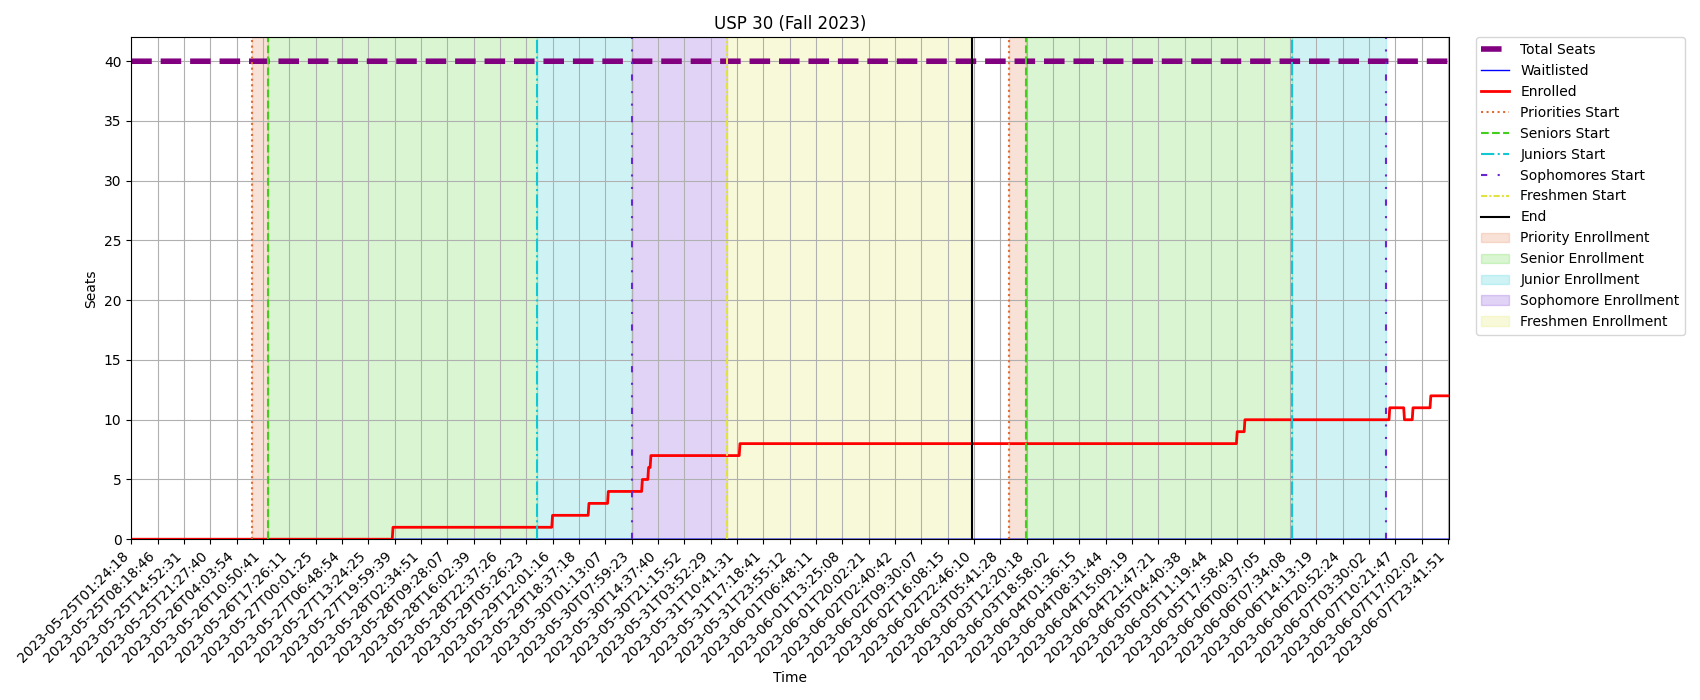 USP 30 (Fall 2023)
Seats
40
35
30
25
20
15
10
5
0
2023-05-25T01:24:18
2023-05-25T08:18:46
2023-05-25T14:52:31
2023-05-25T21:27:40
2023-05-26T04:03:54
2023-05-26T10:50:41
2023-05-26T17:26:11
2023-05-27T00:01:25
2023-05-27T06:48:54
2023-05-27T13:24:25
2023-05-27T19:59:39
2023-05-28T02:34:51
2023-05-28T09:28:07
2023-05-28T16:02:39
2023-05-28T22:37:26
2023-05-29T05:26:23
2023-05-29T12:01:16
2023-05-29T18:37:18
2023-05-30T01:13:07
2023-05-30T07:59:23
2023-05-30T14:37:40
2023-05-30T21:15:52
2023-05-31T03:52:29
2023-05-31T10:41:31
2023-05-31T17:18:41
2023-05-31T23:55:12
2023-06-01T06:48:11
2023-06-01T13:25:08
2023-06-01T20:02:21
2023-06-02T02:40:42
2023-06-02T09:30:07
2023-06-02T16:08:15
2023-06-02T22:46:10
2023-06-03T05:41:28
2023-06-03T12:20:18
2023-06-03T18:58:02
2023-06-04T01:36:15
2023-06-04T08:31:44
2023-06-04T15:09:19
2023-06-04T21:47:21
2023-06-05T04:40:38
2023-06-05T11:19:44
2023-06-05T17:58:40
2023-06-06T00:37:05
2023-06-06T07:34:08
2023-06-06T14:13:19
2023-06-06T20:52:24
2023-06-07T03:30:02
2023-06-07T10:21:47
2023-06-07T17:02:02
2023-06-07T23:41:51
Time
Total Seats
Waitlisted
Enrolled
Priorities Start
Seniors Start
Juniors Start
Sophomores Start
Freshmen Start
End
Priority Enrollment
Senior Enrollment
Junior Enrollment
Sophomore Enrollment
Freshmen Enrollment